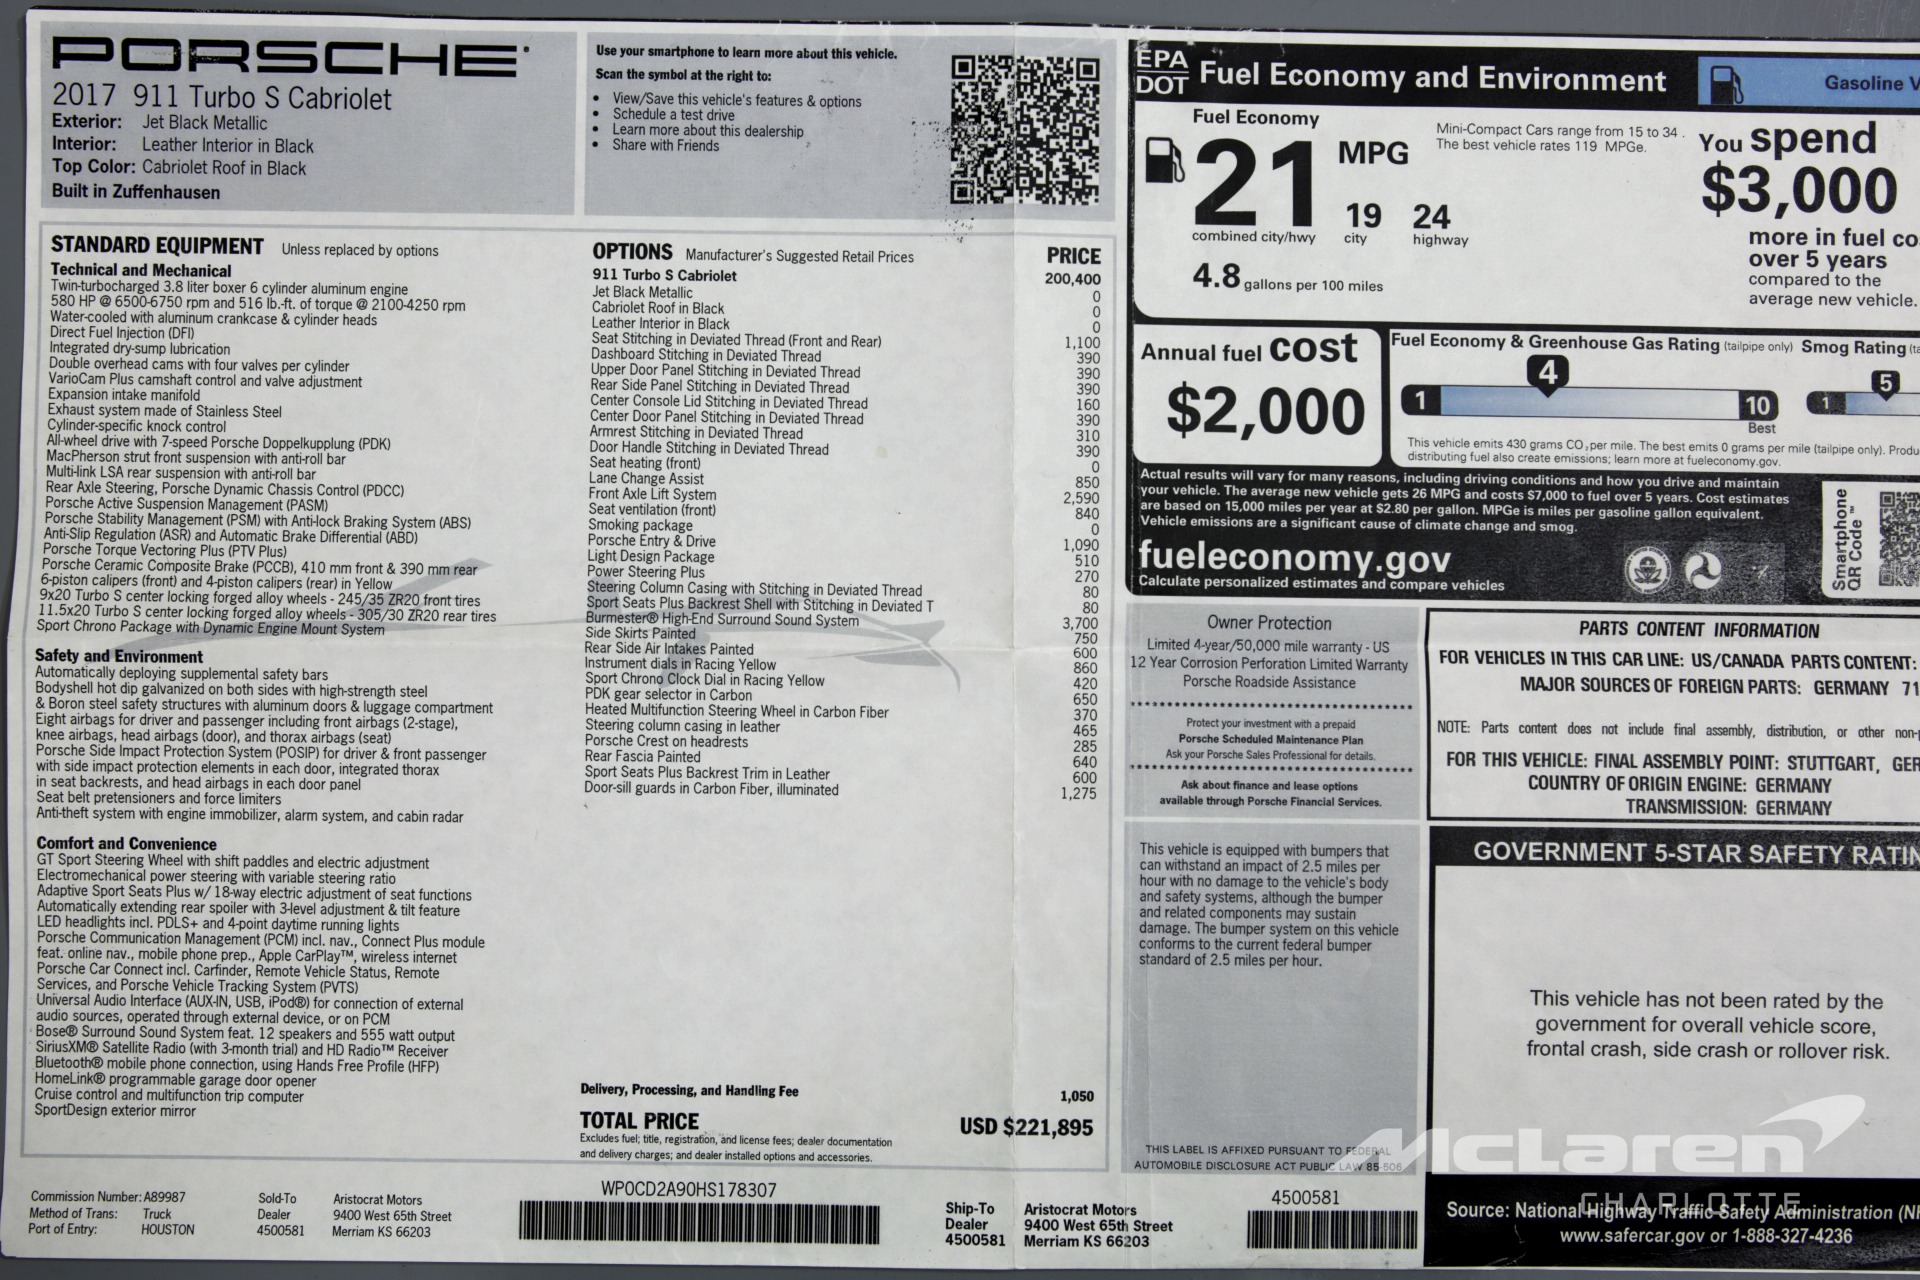 PORSCHE
2017 911 Turbo S Cabriolet
Exterior: Jet Black Metallic
Interior: Leather Interior in Black
Top Color: Cabriolet Roof in Black
Built in Zuffenhausen
Use your smartphone to learn more about this vehicle.
Scan the symbol at the right to:
• View/Save this vehicle's features & options
• Schedule a test drive
• Learn more about this dealership
• Share with Friends
STANDARD EQUIPMENT Unless replaced by options
Technical and Mechanical
Twin-turbocharged 3.8 liter boxer 6 cylinder aluminum engine
580 HP @ 6500-6750 rpm and 516 lb.-ft. of torque @ 2100-4250 rpm
Water-cooled with aluminum crankcase & cylinder heads
Direct Fuel Injection (DFI)
Integrated dry-sump lubrication
Double overhead cams with four valves per cylinder
VarioCam Plus camshaft control and valve adjustment
Expansion intake manifold
Exhaust system made of Stainless Steel
Cylinder-specific knock control
All-wheel drive with 7-speed Porsche Doppelkupplung (PDK)
MacPherson strut front suspension with anti-roll bar
Multi-link LSA rear suspension with anti-roll bar
Rear Axle Steering, Porsche Dynamic Chassis Control (PDCC)
Porsche Active Suspension Management (PASM)
Porsche Stability Management (PSM) with Anti-lock Braking System (ABS)
Anti-Slip Regulation (ASR) and Automatic Brake Differential (ABD)
Porsche Torque Vectoring Plus (PTV Plus)
Porsche Ceramic Composite Brake (PCCB), 410 mm front & 390 mm rear
6-piston calipers (front) and 4-piston calipers (rear) in Yellow
9x20 Turbo S center locking forged alloy wheels - 245/35 ZR20 front tires
11.5x20 Turbo S center locking forged alloy wheels - 305/30 ZR20 rear tires
Sport Chrono Package with Dynamic Engine Mount System
Safety and Environment
Automatically deploying supplemental safety bars
Bodyshell hot dip galvanized on both sides with high-strength steel
& Boron steel safety structures with aluminum doors & luggage compartment
Eight airbags for driver and passenger including front airbags (2-stage),
knee airbags, head airbags (door), and thorax airbags (seat)
Porsche Side Impact Protection System (POSIP) for driver & front passenger
with side impact protection elements in each door, integrated thorax
in seat backrests, and head airbags in each door panel
Seat belt pretensioners and force limiters
Anti-theft system with engine immobilizer, alarm system, and cabin radar
Comfort and Convenience
GT Sport Steering Wheel with shift paddles and electric adjustment
Electromechanical power steering with variable steering ratio
Adaptive Sport Seats Plus w/ 18-way electric adjustment of seat functions
Automatically extending rear spoiler with 3-level adjustment & tilt feature
LED headlights incl. PDLS+ and 4-point daytime running lights
Porsche Communication Management (PCM) incl. nav., Connect Plus module
feat. online nav., mobile phone prep., Apple CarPlay™, wireless internet
Porsche Car Connect incl. Carfinder, Remote Vehicle Status, Remote
Services, and Porsche Vehicle Tracking System (PVTS)
Universal Audio Interface (AUX-IN, USB, iPod®) for connection of external
audio sources, operated through external device, or on PCM
Bose® Surround Sound System feat. 12 speakers and 555 watt output
SiriusXM® Satellite Radio (with 3-month trial) and HD Radio™ Receiver
Bluetooth® mobile phone connection, using Hands Free Profile (HFP)
HomeLink® programmable garage door opener
Cruise control and multifunction trip computer
SportDesign exterior mirror
OPTIONS Manufacturer's Suggested Retail Prices PRICE
911 Turbo S Cabriolet 200,400
Jet Black Metallic 0
Cabriolet Roof in Black 0
Leather Interior in Black 0
Seat Stitching in Deviated Thread (Front and Rear) 1,100
Dashboard Stitching in Deviated Thread 390
Upper Door Panel Stitching in Deviated Thread 390
Rear Side Panel Stitching in Deviated Thread 390
Center Console Lid Stitching in Deviated Thread 160
Center Door Panel Stitching in Deviated Thread 390
Armrest Stitching in Deviated Thread 310
Door Handle Stitching in Deviated Thread 390
Seat heating (front) 0
Lane Change Assist 850
Front Axle Lift System 2,590
Seat ventilation (front) 840
Smoking package 0
Porsche Entry & Drive 1,090
Light Design Package 510
Power Steering Plus 270
Steering Column Casing with Stitching in Deviated Thread 80
Sport Seats Plus Backrest Shell with Stitching in Deviated T 80
Burmester® High-End Surround Sound System 3,700
Side Skirts Painted 750
Rear Side Air Intakes Painted 600
Instrument dials in Racing Yellow 860
Sport Chrono Clock Dial in Racing Yellow 420
PDK gear selector in Carbon 650
Heated Multifunction Steering Wheel in Carbon Fiber 370
Steering column casing in leather 465
Porsche Crest on headrests 285
Rear Fascia Painted 640
Sport Seats Plus Backrest Trim in Leather 600
Door-sill guards in Carbon Fiber, illuminated 1,275
Delivery, Processing, and Handling Fee 1,050
TOTAL PRICE USD $221,895
Excludes fuel; title, registration, and license fees; dealer documentation
and delivery charges; and dealer installed options and accessories.
Commission Number: A89987
Method of Trans: Truck
Port of Entry: HOUSTON
Sold-To Aristocrat Motors
Dealer 9400 West 65th Street
4500581 Merriam KS 66203
WP0CD2A90HS178307
Ship-To Aristocrat Motors
Dealer 9400 West 65th Street
4500581 Merriam KS 66203
4500581
EPA
DOT Fuel Economy and Environment
Gasoline V
Fuel Economy
21 MPG
combined city/hwy
19 city
24 highway
4.8 gallons per 100 miles
Mini-Compact Cars range from 15 to 34 .
The best vehicle rates 119 MPGe.
You spend
$3,000
more in fuel co
over 5 years
compared to the
average new vehicle.
Annual fuel cost
$2,000
Fuel Economy & Greenhouse Gas Rating (tailpipe only) Smog Rating (ta
1 4 10 Best
1 5
This vehicle emits 430 grams CO2 per mile. The best emits 0 grams per mile (tailpipe only). Produ
distributing fuel also create emissions; learn more at fueleconomy.gov.
Actual results will vary for many reasons, including driving conditions and how you drive and maintain
your vehicle. The average new vehicle gets 26 MPG and costs $7,000 to fuel over 5 years. Cost estimates
are based on 15,000 miles per year at $2.80 per gallon. MPGe is miles per gasoline gallon equivalent.
Vehicle emissions are a significant cause of climate change and smog.
fueleconomy.gov
Calculate personalized estimates and compare vehicles
Smartphone
QR Code™
Owner Protection
Limited 4-year/50,000 mile warranty - US
12 Year Corrosion Perforation Limited Warranty
Porsche Roadside Assistance
Protect your investment with a prepaid
Porsche Scheduled Maintenance Plan
Ask your Porsche Sales Professional for details.
Ask about finance and lease options
available through Porsche Financial Services.
This vehicle is equipped with bumpers that
can withstand an impact of 2.5 miles per
hour with no damage to the vehicle's body
and safety systems, although the bumper
and related components may sustain
damage. The bumper system on this vehicle
conforms to the current federal bumper
standard of 2.5 miles per hour.
THIS LABEL IS AFFIXED PURSUANT TO FEDERAL
AUTOMOBILE DISCLOSURE ACT PUBLIC LAW 85-506
PARTS CONTENT INFORMATION
FOR VEHICLES IN THIS CAR LINE: US/CANADA PARTS CONTENT:
MAJOR SOURCES OF FOREIGN PARTS: GERMANY 71
NOTE: Parts content does not include final assembly, distribution, or other non-p
FOR THIS VEHICLE: FINAL ASSEMBLY POINT: STUTTGART, GER
COUNTRY OF ORIGIN ENGINE: GERMANY
TRANSMISSION: GERMANY
GOVERNMENT 5-STAR SAFETY RATIN
This vehicle has not been rated by the
government for overall vehicle score,
frontal crash, side crash or rollover risk.
McLaren
CHARLOTTE
Source: National Highway Traffic Safety Administration (NH
www.safercar.gov or 1-888-327-4236